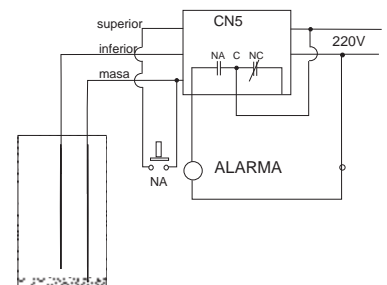 superior
CN5
inferior
220V
NA C NC
masa
ALARMA
NA